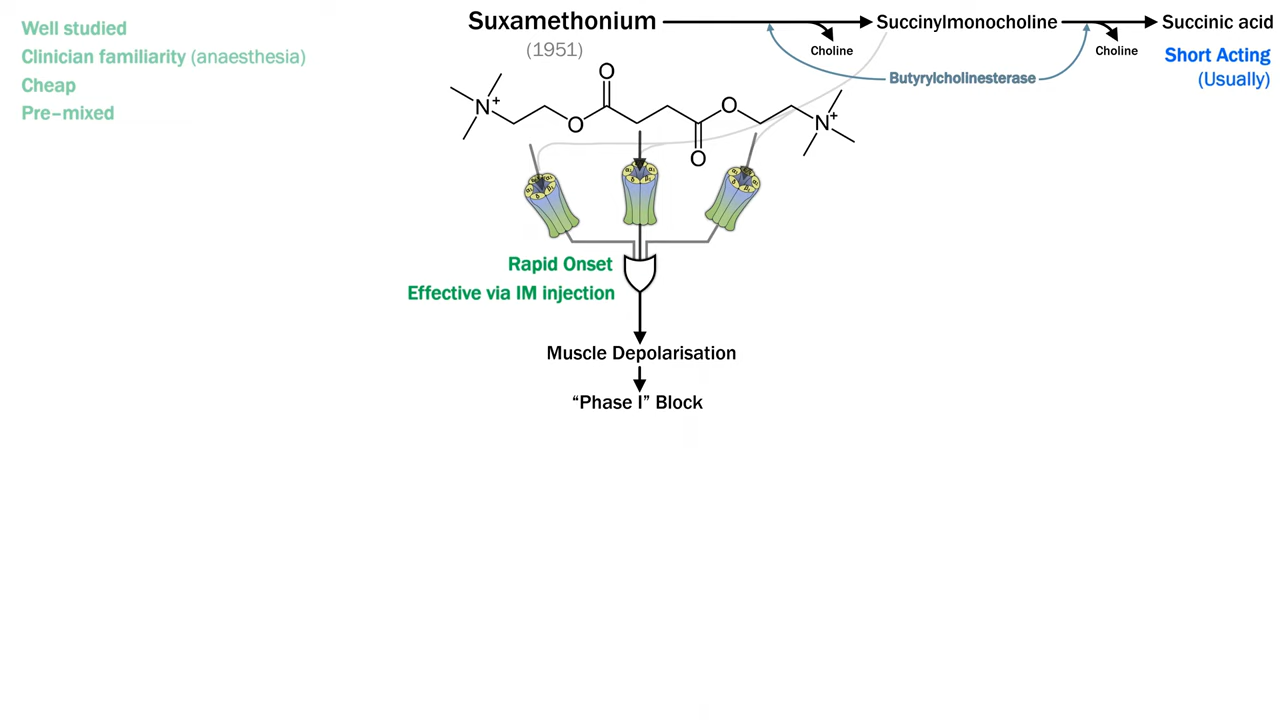 Well studied
Clinician familiarity (anaesthesia)
Cheap
Pre-mixed
Suxamethonium
(1951)
Succinylmonocholine
Succinic acid
Choline
Choline
Short Acting
(Usually)
Butyrylcholinesterase
O
N+
O
O
O
N+
Rapid Onset
Effective via IM injection
Muscle Depolarisation
“Phase I” Block